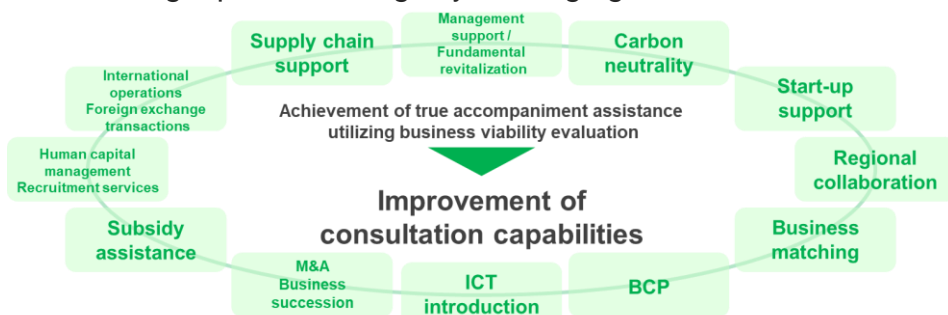 Supply chain
support
Management
support /
Fundamental
revitalization
Carbon
neutrality
International
operations
Foreign exchange
transactions
Start-up
support
Achievement of true accompaniment assistance
utilizing business viability evaluation
Human capital
management
Recruitment services
Regional
collaboration
Improvement of
consultation capabilities
Subsidy
assistance
Business
matching
M&A
Business
succession
ICT
introduction
BCP